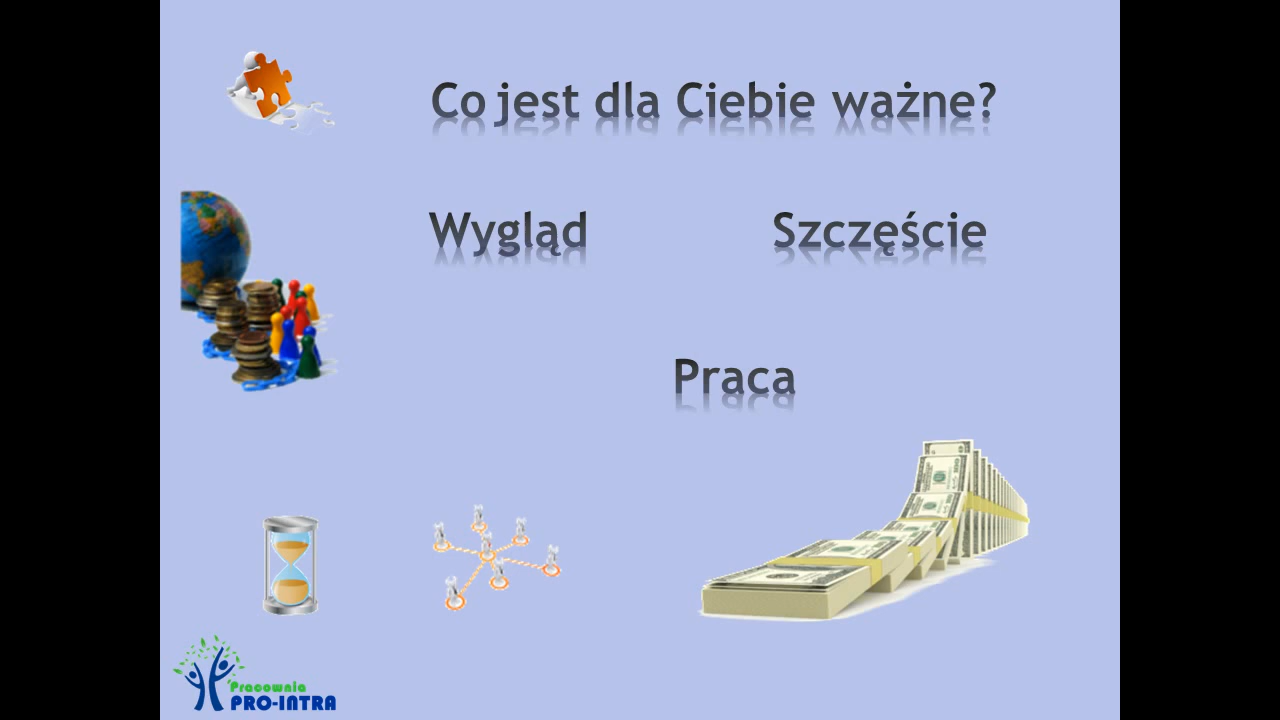 Co jest dla Ciebie ważne?
Wygląd Szczęście
Praca
Pracownia
PRO-INTRA